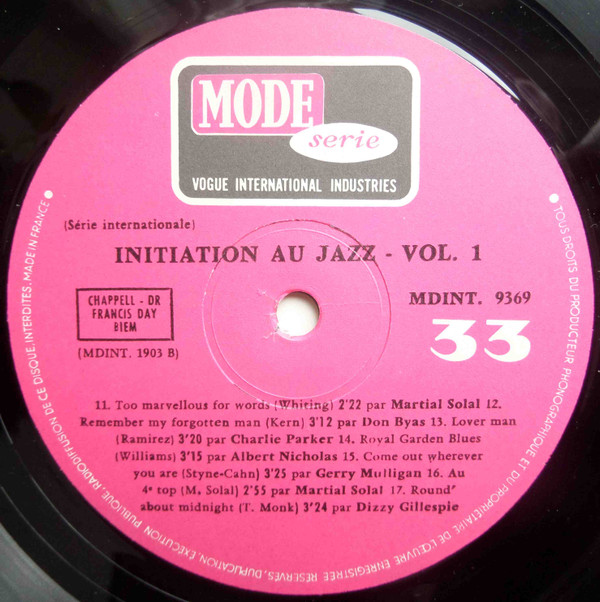 MODE
serie
VOGUE INTERNATIONAL INDUSTRIES
(Série internationale)
INITIATION AU JAZZ - VOL. 1
CHAPPELL - DR
FRANCIS DAY
BIEM
(MDINT. 1903 B)
MDINT. 9369
33
11. Too marvellous for words (Whiting) 2'22 par Martial Solal 12.
Remember my forgotten man (Kern) 3'12 par Don Byas 13. Lover man
(Ramirez) 3'20 par Charlie Parker 14. Royal Garden Blues
(Williams) 3'15 par Albert Nicholas 15. Come out wherever
you are (Styne-Cahn) 3'25 par Gerry Mulligan 16. Au
4e top (M. Solal) 2'55 par Martial Solal 17. Round'
about midnight (T. Monk) 3'24 par Dizzy Gillespie
• TOUS DROITS DU PRODUCTEUR PHONOGRAPHIQUE ET DU PROPRIÉTAIRE DE L'ŒUVRE ENREGISTRÉE RÉSERVÉS, DUPLICATION, EXÉCUTION PUBLIQUE, RADIODIFFUSION DE CE DISQUE, INTERDITES. MADE IN FRANCE •